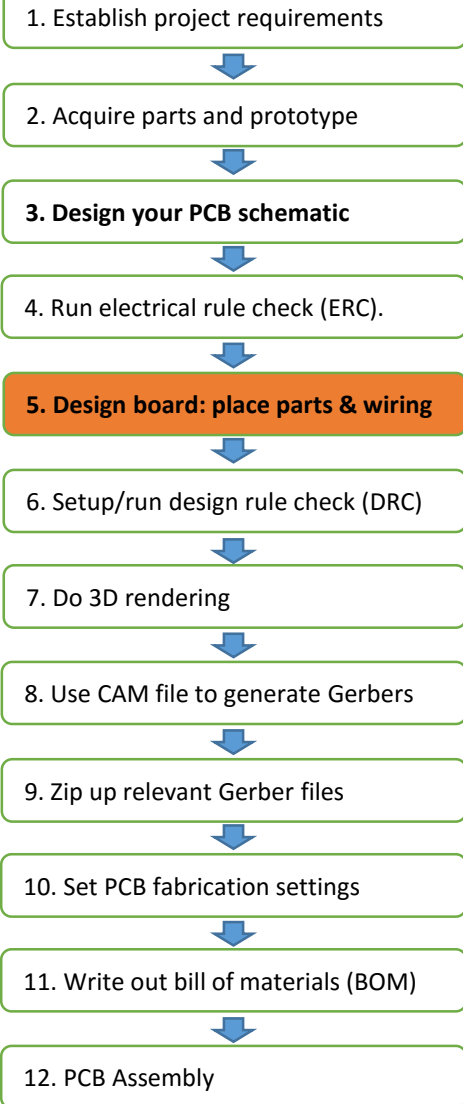 1. Establish project requirements
2. Acquire parts and prototype
3. Design your PCB schematic
4. Run electrical rule check (ERC).
5. Design board: place parts & wiring
6. Setup/run design rule check (DRC)
7. Do 3D rendering
8. Use CAM file to generate Gerbers
9. Zip up relevant Gerber files
10. Set PCB fabrication settings
11. Write out bill of materials (BOM)
12. PCB Assembly